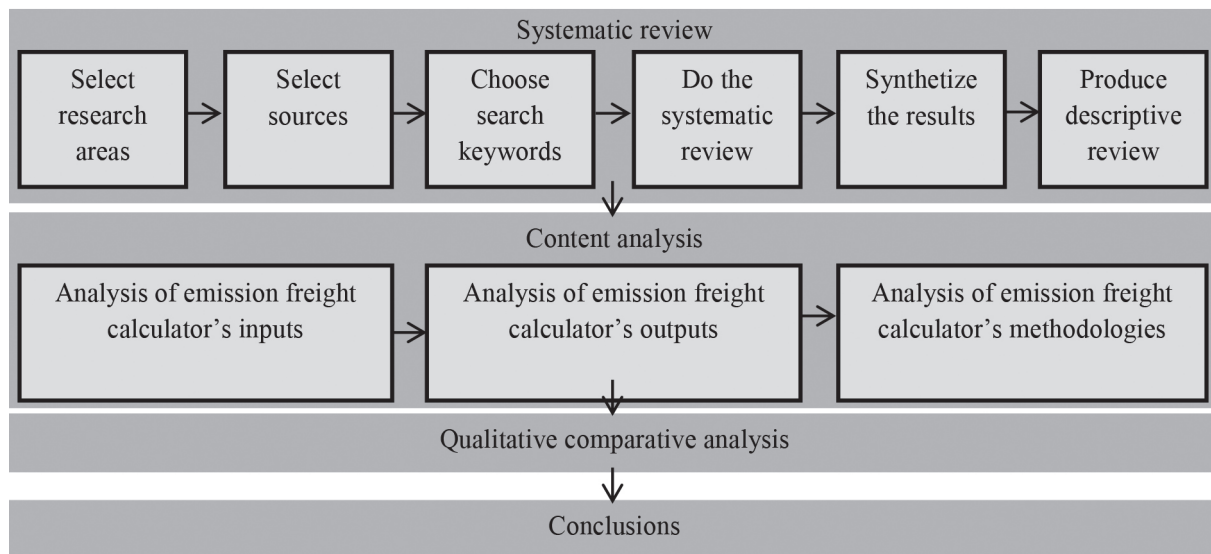 Systematic review
Select
research
areas
Select
sources
Choose
search
keywords
Do the
systematic
review
Synthetize
the results
Produce
descriptive
review
Content analysis
Analysis of emission freight
calculator’s inputs
Analysis of emission freight
calculator’s outputs
Analysis of emission freight
calculator’s methodologies
Qualitative comparative analysis
Conclusions